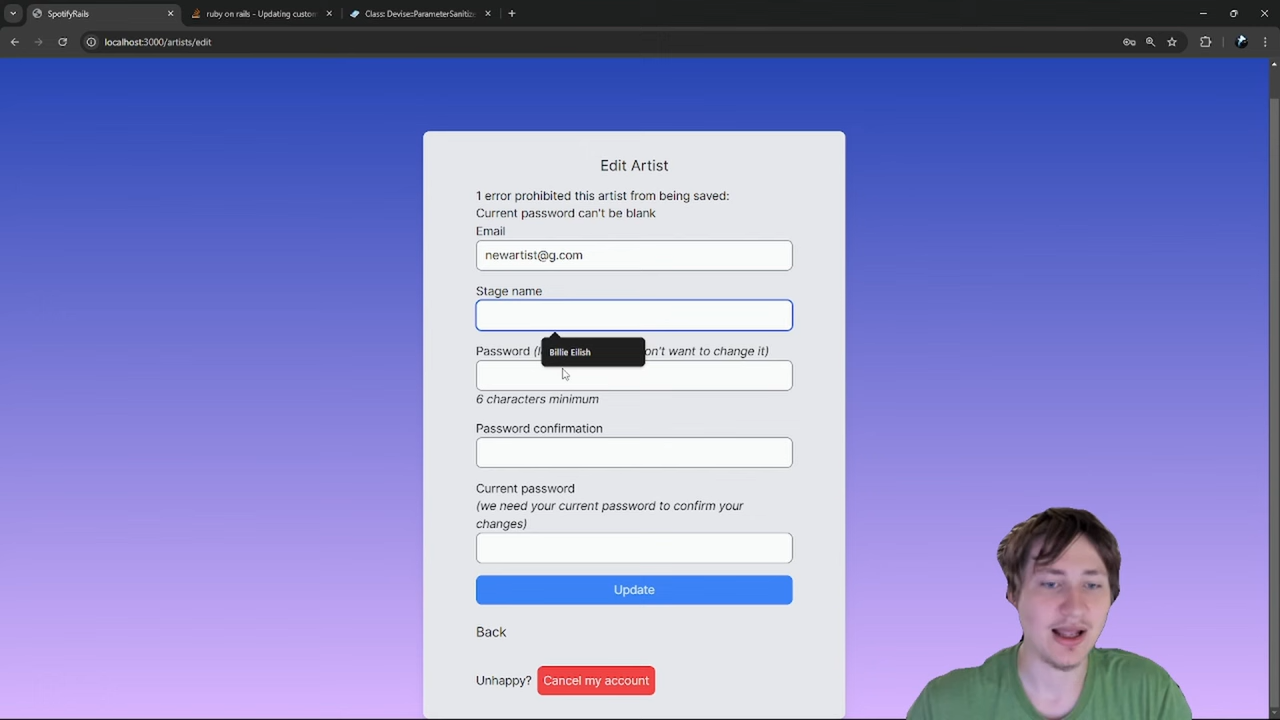 SpotifyRails
ruby on rails - Updating custom
Class: Devise::ParameterSanitiz
localhost:3000/artists/edit
Edit Artist
1 error prohibited this artist from being saved:
Current password can't be blank
Email
newartist@g.com
Stage name
Billie Eilish
Password (l on't want to change it)
6 characters minimum
Password confirmation
Current password
(we need your current password to confirm your
changes)
Update
Back
Unhappy? Cancel my account